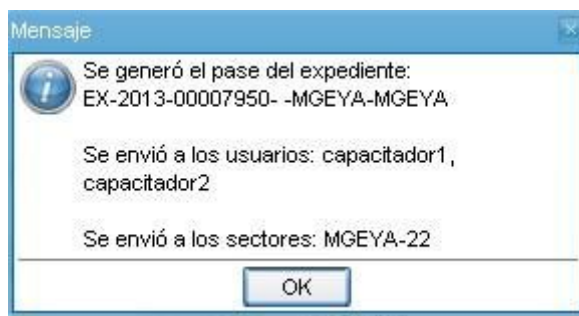 Mensaje
Se generó el pase del expediente:
EX-2013-00007950- -MGEYA-MGEYA
Se envió a los usuarios: capacitador1,
capacitador2
Se envió a los sectores: MGEYA-22
OK